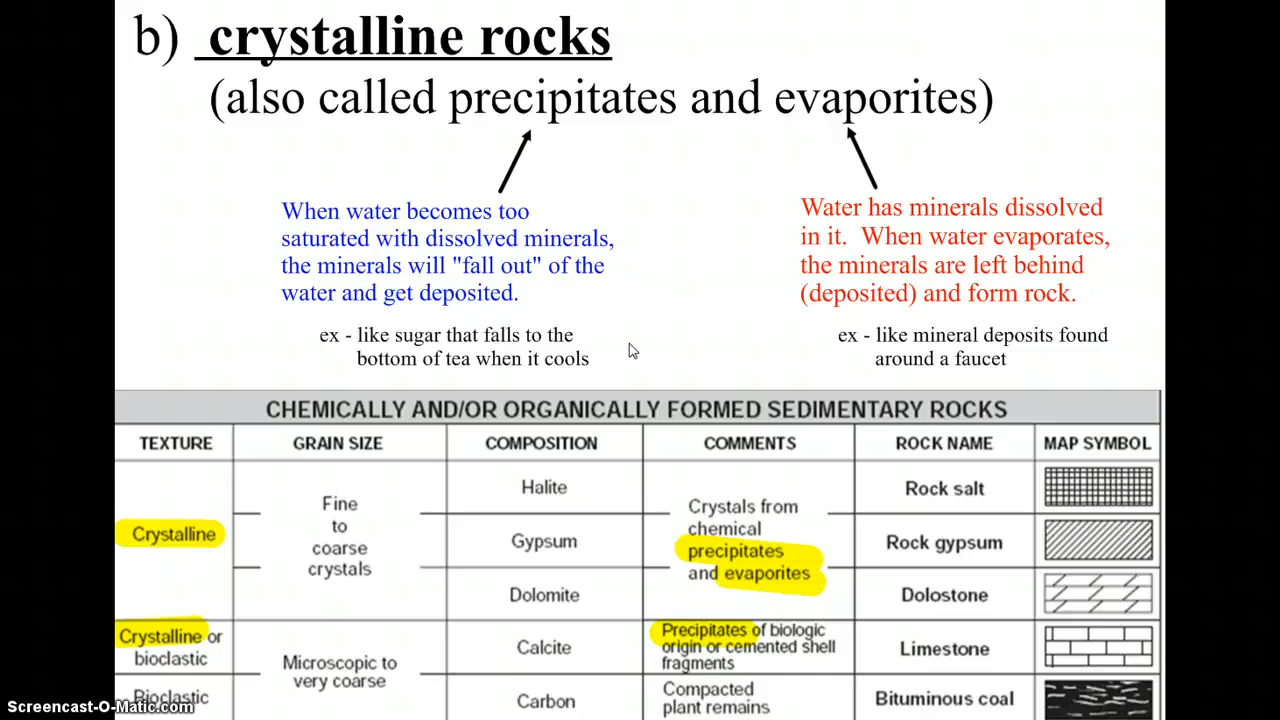 b) crystalline rocks
(also called precipitates and evaporites)
When water becomes too
saturated with dissolved minerals,
the minerals will "fall out" of the
water and get deposited.
ex - like sugar that falls to the
bottom of tea when it cools
Water has minerals dissolved
in it. When water evaporates,
the minerals are left behind
(deposited) and form rock.
ex - like mineral deposits found
around a faucet
CHEMICALLY AND/OR ORGANICALLY FORMED SEDIMENTARY ROCKS
TEXTURE GRAIN SIZE COMPOSITION COMMENTS ROCK NAME MAP SYMBOL
Crystalline
Fine
to
coarse
crystals
Halite
Gypsum
Dolomite
Crystals from
chemical
precipitates
and evaporites
Rock salt
Rock gypsum
Dolostone
Crystalline or
bioclastic
Microscopic to
very coarse
Calcite
Precipitates of biologic
origin or cemented shell
fragments
Limestone
Bioclastic
Carbon
Compacted
plant remains
Bituminous coal
Screencast-O-Matic.com